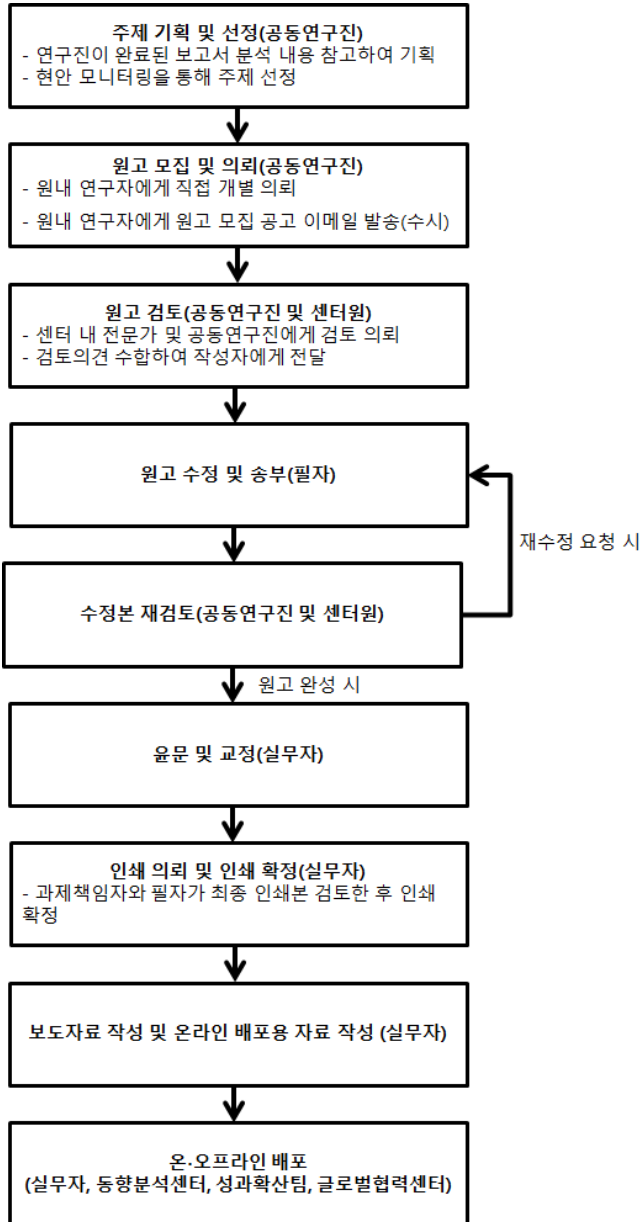 주제 기획 및 선정(공동연구진)
- 연구진이 완료된 보고서 분석 내용 참고하여 기획
- 현안 모니터링을 통해 주제 선정
원고 모집 및 의뢰(공동연구진)
- 원내 연구자에게 직접 개별 의뢰
- 원내 연구자에게 원고 모집 공고 이메일 발송(수시)
원고 검토(공동연구진 및 센터원)
- 센터 내 전문가 및 공동연구진에게 검토 의뢰
- 검토의견 수합하여 작성자에게 전달
원고 수정 및 송부(필자)
재수정 요청 시
수정본 재검토(공동연구진 및 센터원)
원고 완성 시
윤문 및 교정(실무자)
인쇄 의뢰 및 인쇄 확정(실무자)
- 과제책임자와 필자가 최종 인쇄본 검토한 후 인쇄
확정
보도자료 작성 및 온라인 배포용 자료 작성 (실무자)
온·오프라인 배포
(실무자, 동향분석센터, 성과확산팀, 글로벌협력센터)